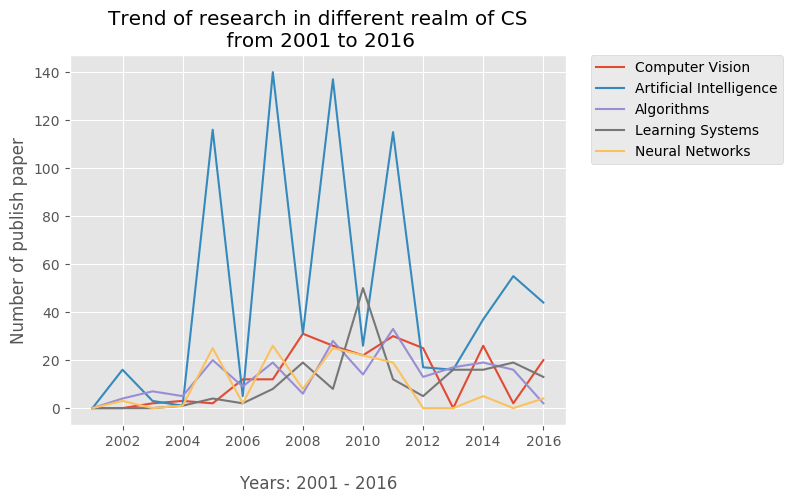 Trend of research in different realm of CS
from 2001 to 2016
Computer Vision
Artificial Intelligence
Algorithms
Learning Systems
Neural Networks
Number of publish paper
140
120
100
80
60
40
20
0
2002 2004 2006 2008 2010 2012 2014 2016
Years: 2001 - 2016